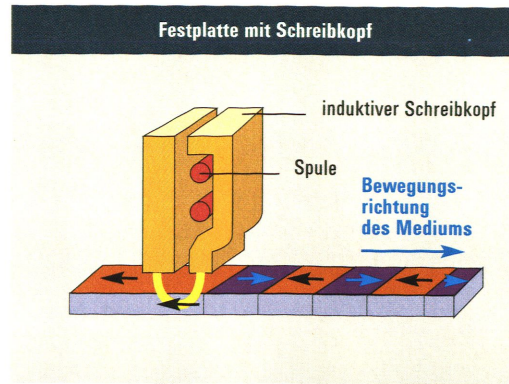 Festplatte mit Schreibkopf
induktiver Schreibkopf
Spule
Bewegungs-
richtung
des Mediums